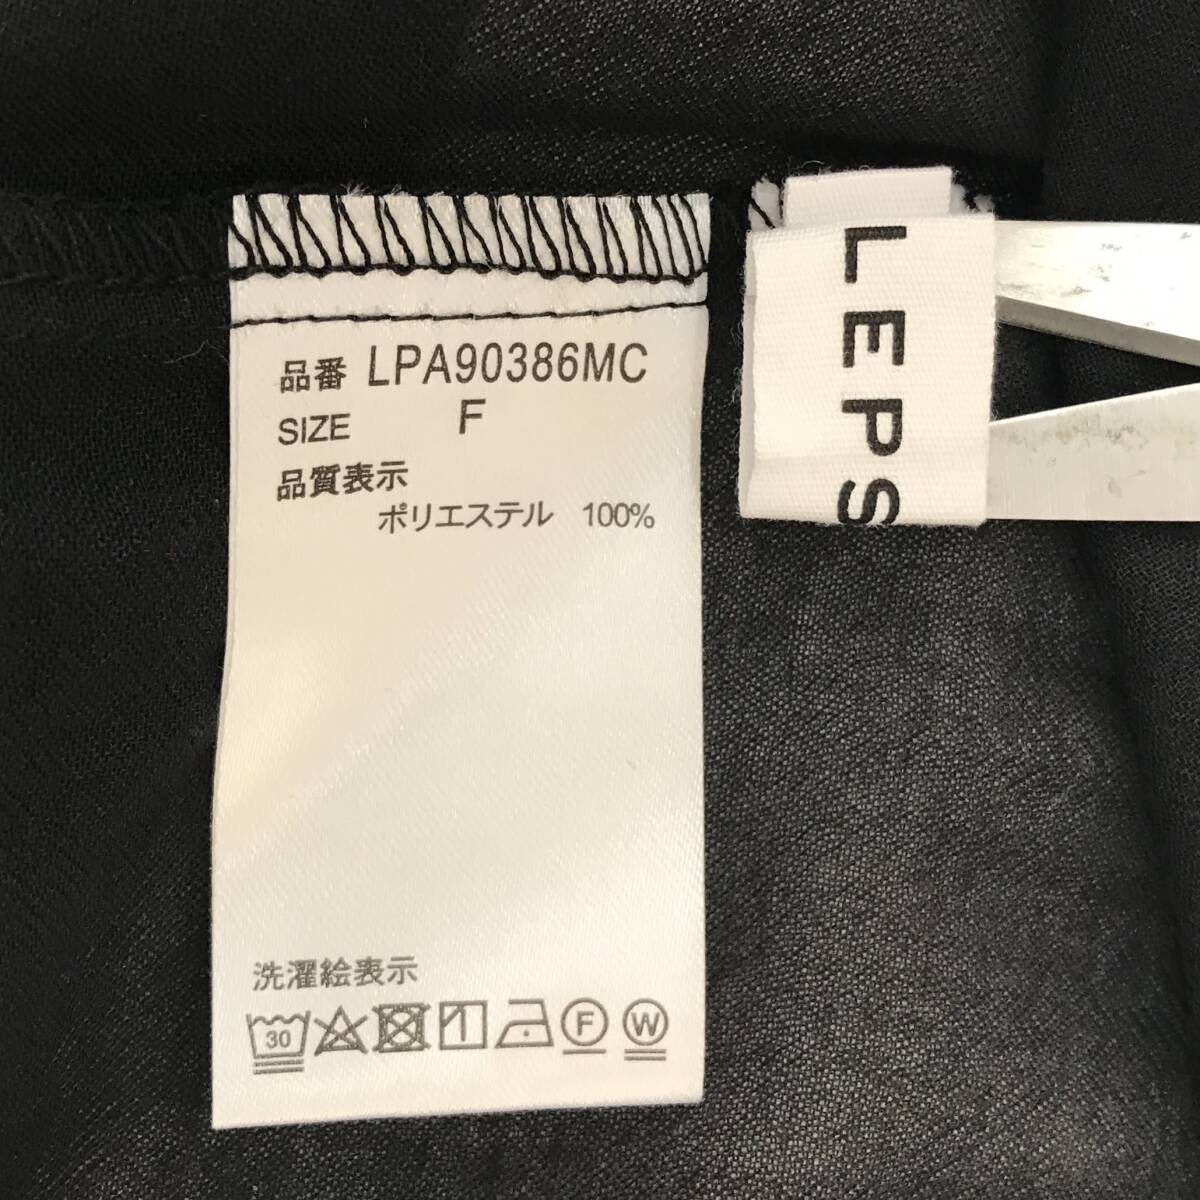 品番 LPA90386MC
SIZE F
品質表示
ポリエステル 100%
洗濯絵表示
30 F W
LEPS